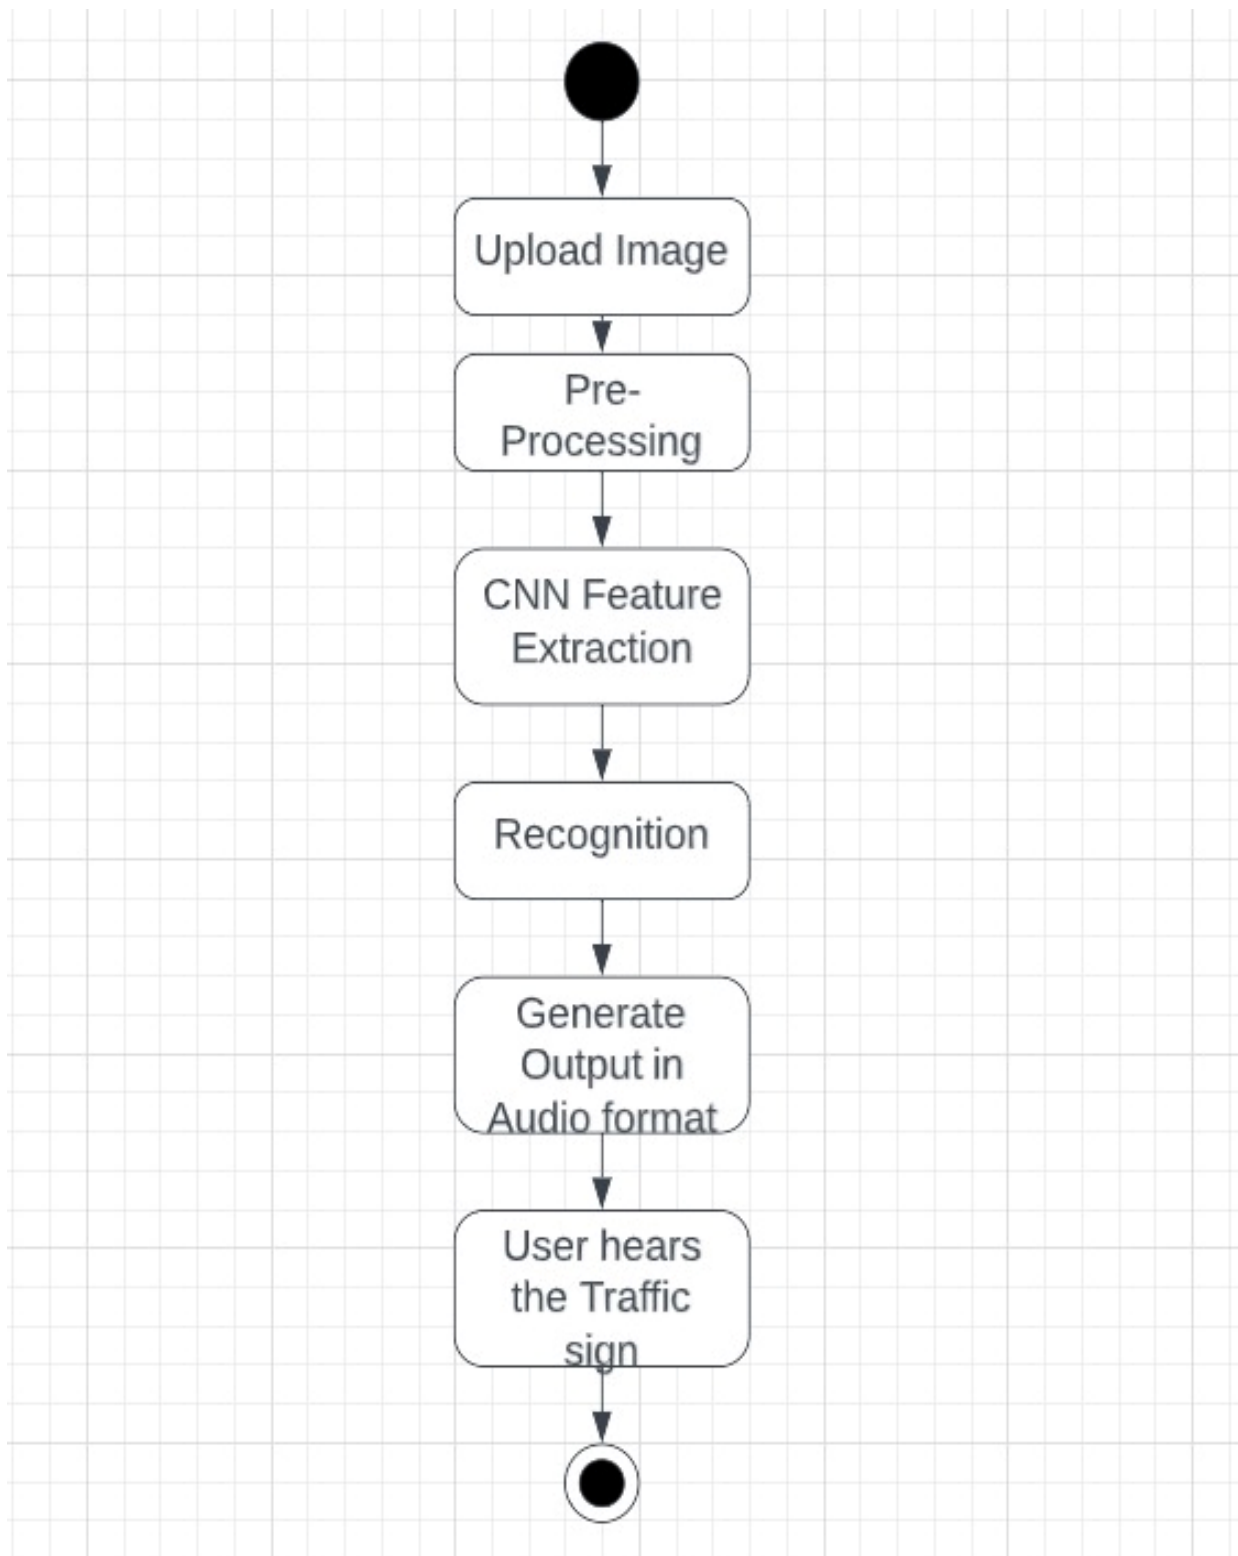 Upload Image
Pre-
Processing
CNN Feature
Extraction
Recognition
Generate
Output in
Audio format
User hears
the Traffic
sign